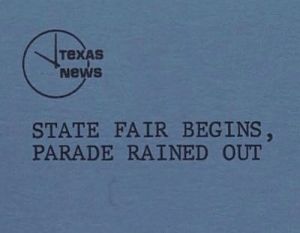 TEXAS
NEWS
STATE FAIR BEGINS,
PARADE RAINED OUT